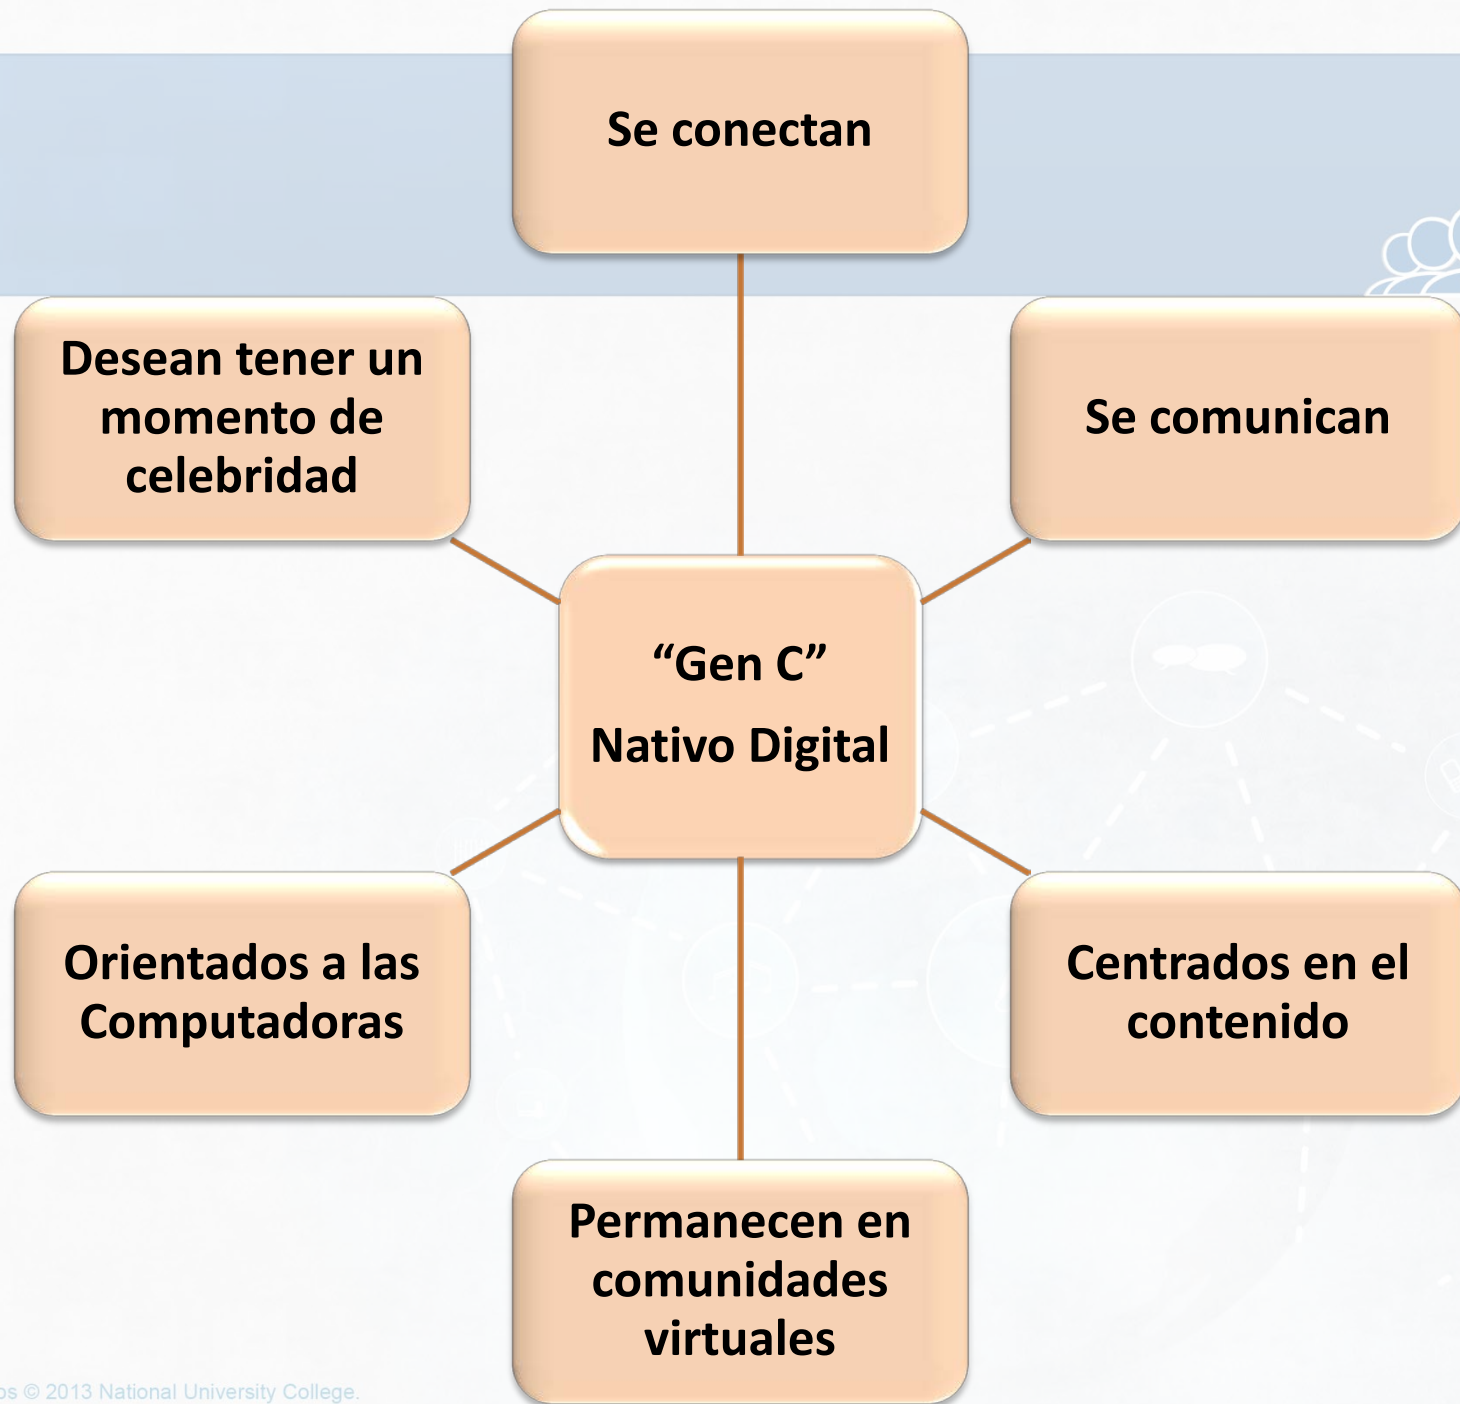 Se conectan
Desean tener un
momento de
celebridad
Se comunican
“Gen C”
Nativo Digital
Orientados a las
Computadoras
Centrados en el
contenido
Permanecen en
comunidades
virtuales
© 2013 National University College.